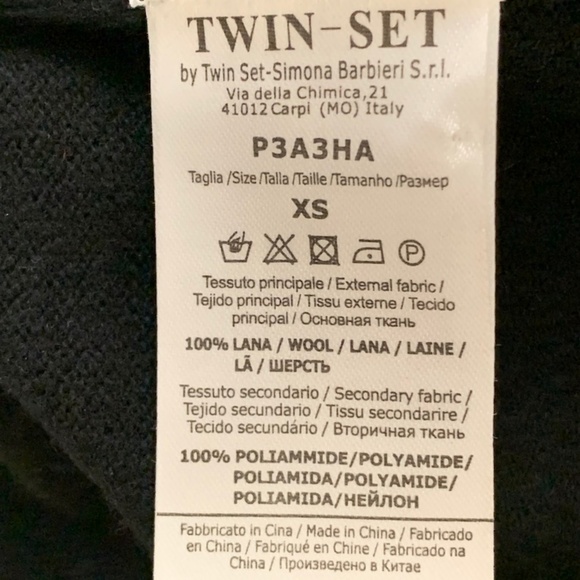 TWIN-SET
by Twin Set-Simona Barbieri S.r.l.
Via della Chimica,21
41012 Carpi (MO) Italy
P3A3HA
Taglia /Size /Talla /Taille /Tamanho /Размер
XS
P
Tessuto principale / External fabric /
Tejido principal / Tissu externe / Tecido
principal / Основная ткань
100% LANA / WOOL / LANA / LAINE /
LÃ / ШЕРСТЬ
Tessuto secondario / Secondary fabric /
Tejido secundario / Tissu secondarire /
Tecido secundário / Вторичная ткань
100% POLIAMMIDE/POLYAMIDE/
POLIAMIDA/POLYAMIDE/
POLIAMIDA/НЕЙЛОН
Fabbricato in Cina / Made in China / Fabricado
en China / Fabriqué en Chine / Fabricado na
China / Произведено в Китае